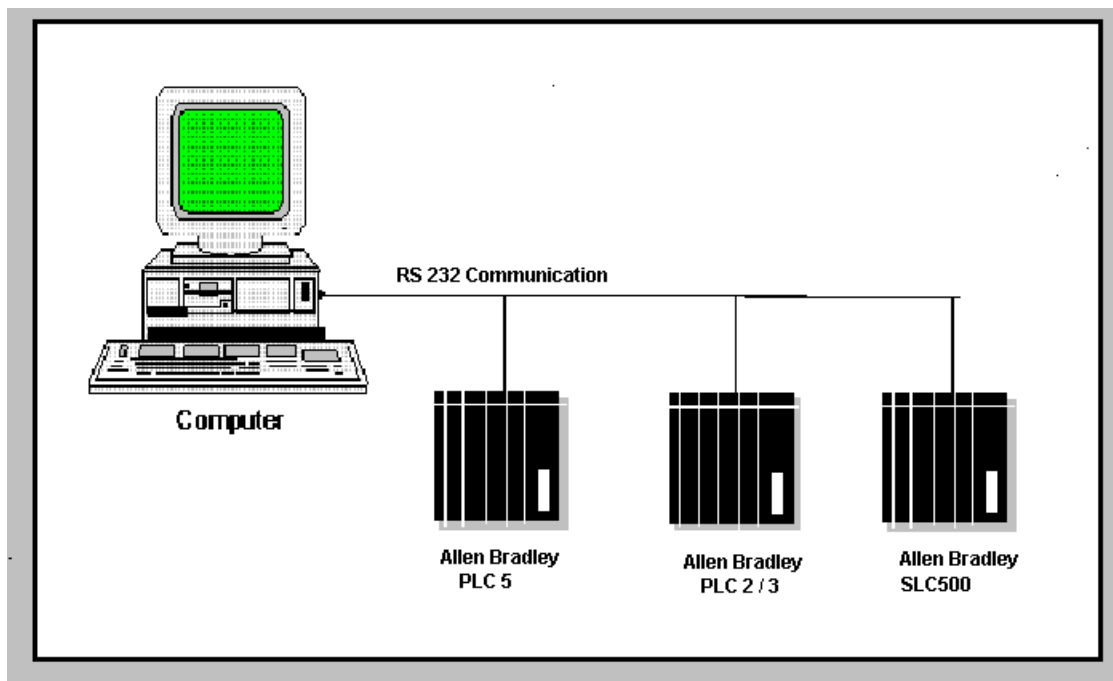 RS 232 Communication
Computer
Allen Bradley
PLC 5
Allen Bradley
PLC 2 / 3
Allen Bradley
SLC500